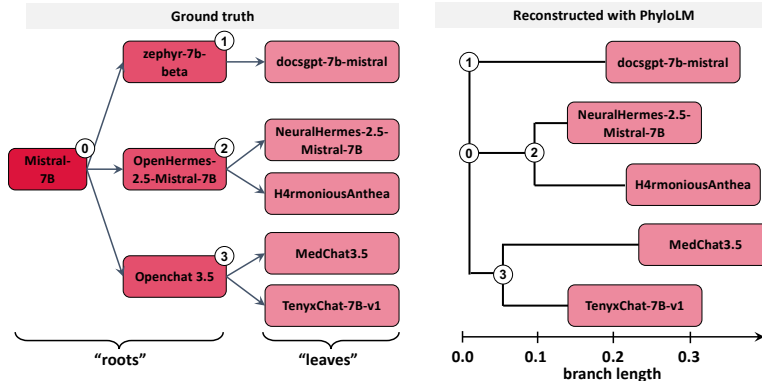 Ground truth
zephyr-7b-
beta
1
docsgpt-7b-mistral
Mistral-
7B
0
OpenHermes-
2.5-Mistral-7B
2
NeuralHermes-2.5-
Mistral-7B
H4rmoniousAnthea
Openchat 3.5
3
MedChat3.5
TenyxChat-7B-v1
"roots"
"leaves"
Reconstructed with PhyloLM
1
docsgpt-7b-mistral
0
2
NeuralHermes-2.5-
Mistral-7B
H4rmoniousAnthea
3
MedChat3.5
TenyxChat-7B-v1
0.0 0.1 0.2 0.3
branch length